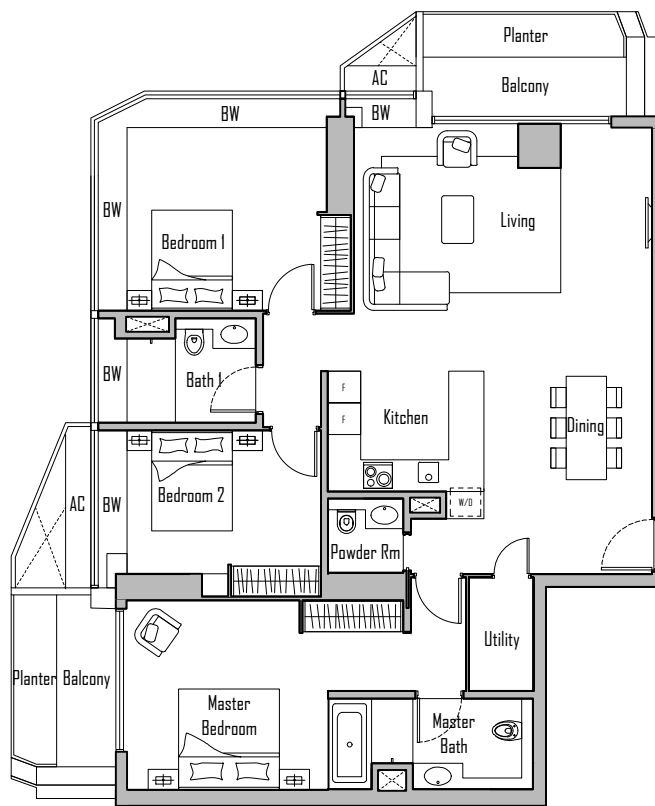 Planter
AC
Balcony
BW
BW
BW
Bedroom 1
Living
BW
Bath 1
F
F
Kitchen
Dining
Bedroom 2
AC
BW
W/D
Powder Rm
Utility
Planter
Balcony
Master
Bedroom
Master
Bath